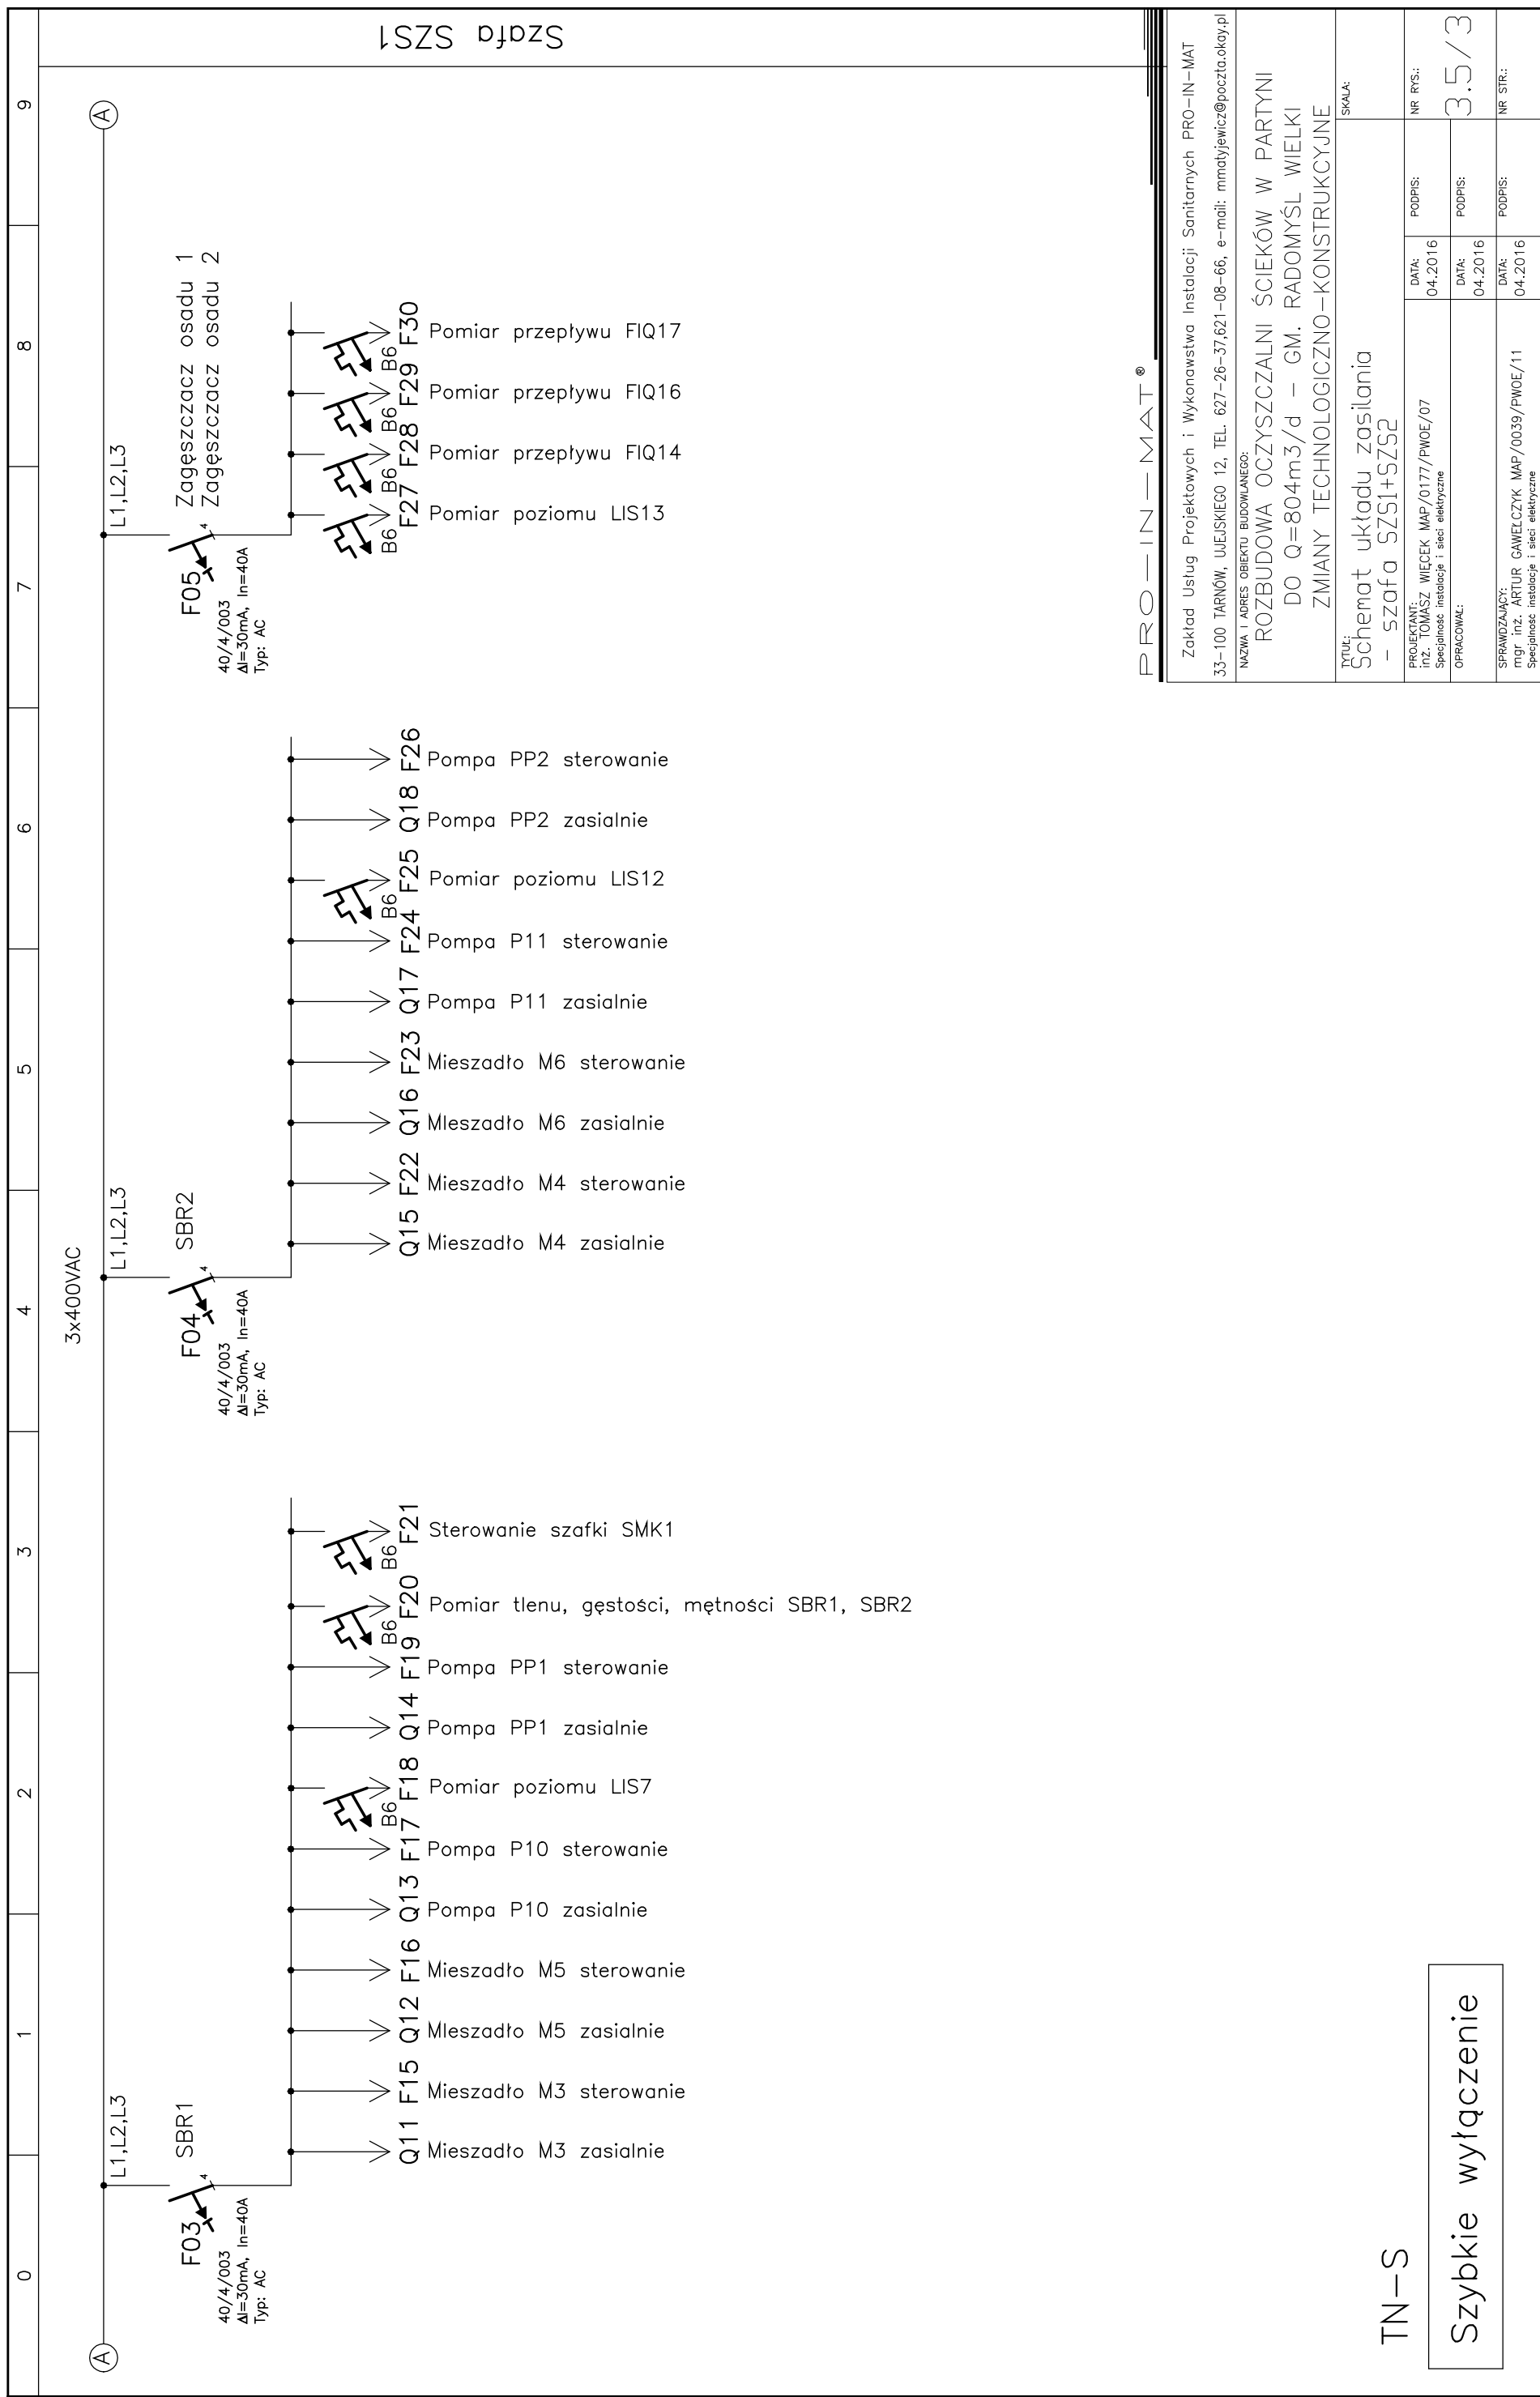 0 1 2 3 4 5 6 7 8 9
Szafa SZS1
3x400VAC
A
A
L1,L2,L3
SBR1
F03
4
40/4/003
ΔI=30mA, In=40A
Typ: AC
Q11 Mieszadło M3 zasialnie
F15 Mieszadło M3 sterowanie
Q12 MIeszadło M5 zasialnie
F16 Mieszadło M5 sterowanie
Q13 Pompa P10 zasialnie
F17 Pompa P10 sterowanie
B6
F18 Pomiar poziomu LIS7
Q14 Pompa PP1 zasialnie
F19 Pompa PP1 sterowanie
B6
F20 Pomiar tlenu, gęstości, mętności SBR1, SBR2
B6
F21 Sterowanie szafki SMK1
L1,L2,L3
SBR2
F04
4
40/4/003
ΔI=30mA, In=40A
Typ: AC
Q15 Mieszadło M4 zasialnie
F22 Mieszadło M4 sterowanie
Q16 MIeszadło M6 zasialnie
F23 Mieszadło M6 sterowanie
Q17 Pompa P11 zasialnie
F24 Pompa P11 sterowanie
B6
F25 Pomiar poziomu LIS12
Q18 Pompa PP2 zasialnie
F26 Pompa PP2 sterowanie
L1,L2,L3
Zagęszczacz osadu 1
Zagęszczacz osadu 2
F05
4
40/4/003
ΔI=30mA, In=40A
Typ: AC
B6
F27 Pomiar poziomu LIS13
B6
F28 Pomiar przepływu FIQ14
B6
F29 Pomiar przepływu FIQ16
B6
F30 Pomiar przepływu FIQ17
TN-S
Szybkie wyłączenie
PRO-IN-MAT®
Zakład Usług Projektowych i Wykonawstwa Instalacji Sanitarnych PRO-IN-MAT
33-100 TARNÓW, UJEJSKIEGO 12, TEL. 627-26-37,621-08-66, e-mail: mmatyjewicz@poczta.okay.pl
NAZWA I ADRES OBIEKTU BUDOWLANEGO:
ROZBUDOWA OCZYSZCZALNI ŚCIEKÓW W PARTYNI
DO Q=804m3/d - GM. RADOMYŚL WIELKI
ZMIANY TECHNOLOGICZNO-KONSTRUKCYJNE
TYTUŁ:
Schemat układu zasilania
- szafa SZS1+SZS2
SKALA:
PROJEKTANT:
inż. TOMASZ WIĘCEK MAP/0177/PWOE/07
Specjalność instalacje i sieci elektryczne
DATA:
04.2016
PODPIS:
NR RYS.:
3.5/3
OPRACOWAŁ:
DATA:
04.2016
PODPIS:
SPRAWDZAJĄCY:
mgr inż. ARTUR GAWEŁCZYK MAP/0039/PWOE/11
Specjalność instalacje i sieci elektryczne
DATA:
04.2016
PODPIS:
NR STR.: